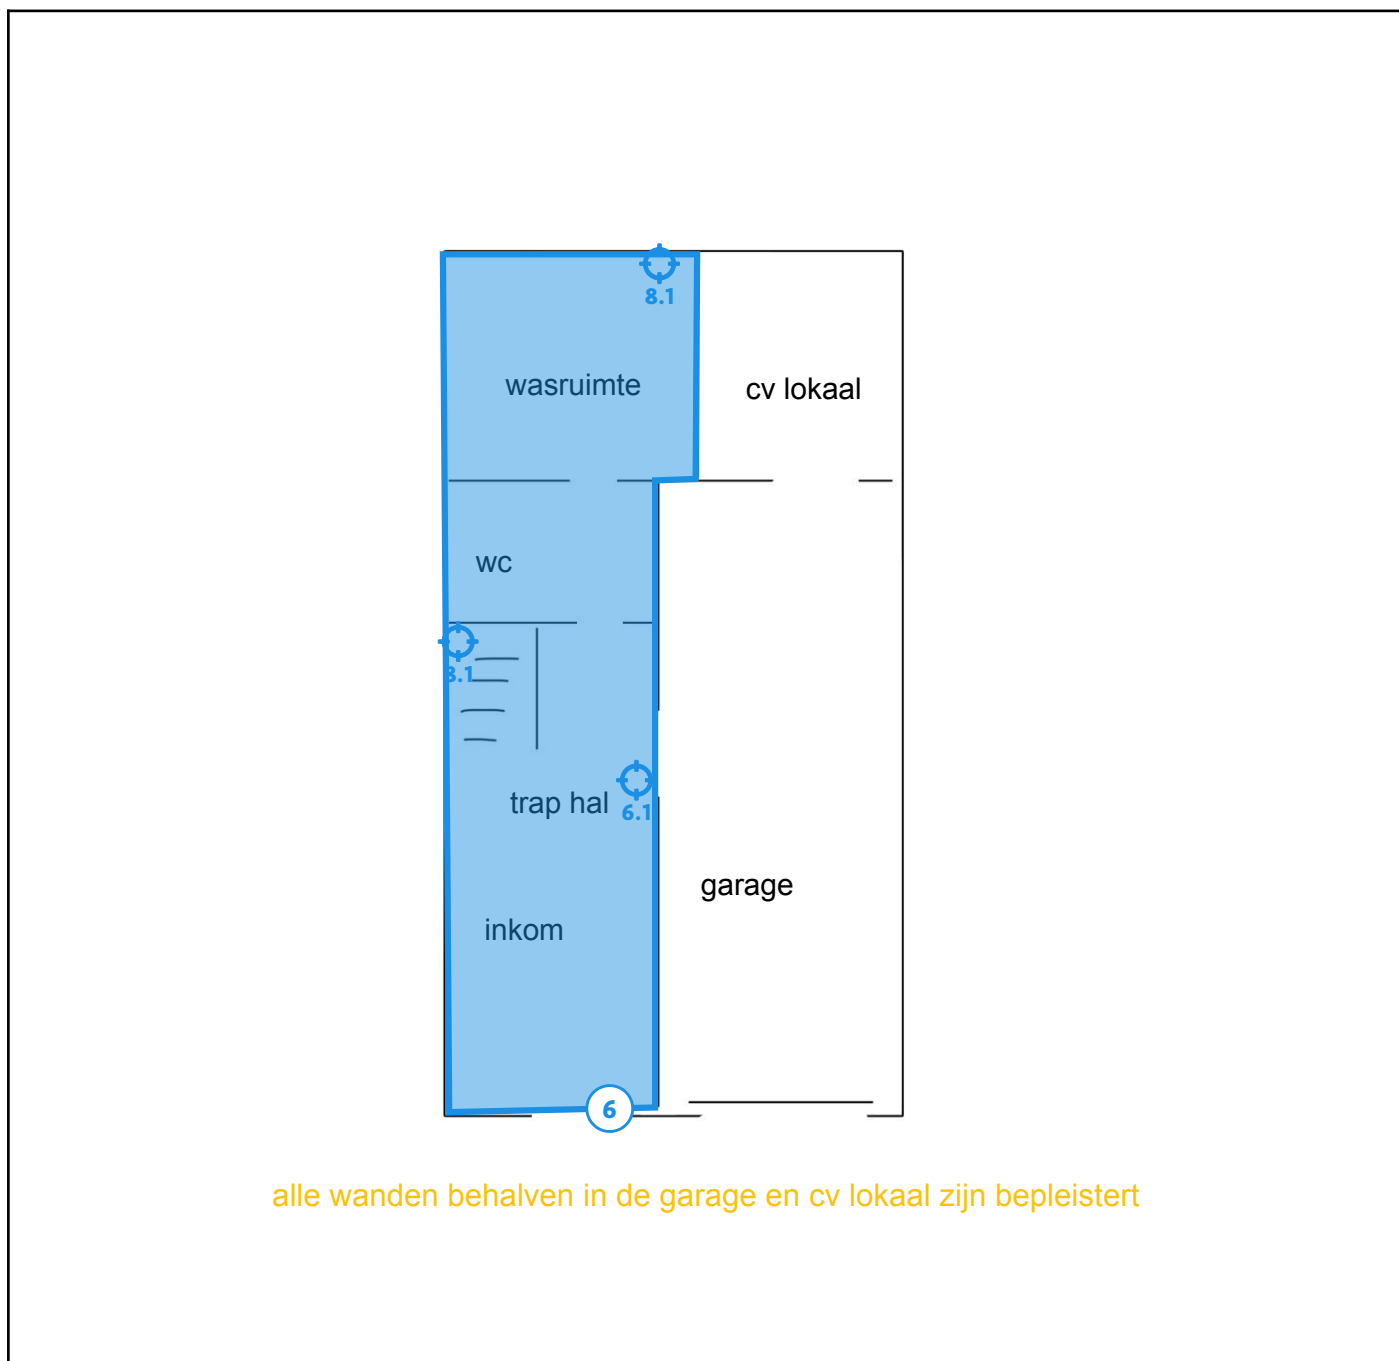 8.1
wasruimte
cv lokaal
wc
8.1
trap hal
6.1
garage
inkom
6
alle wanden behalven in de garage en cv lokaal zijn bepleistert